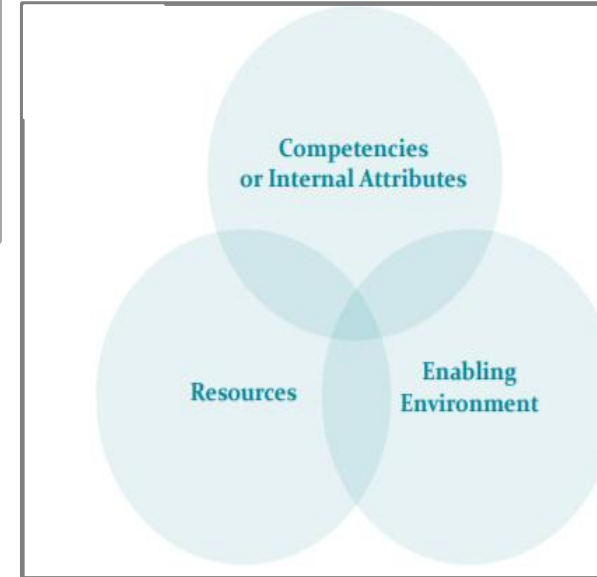 Competencies
or Internal Attributes
Resources
Enabling
Environment